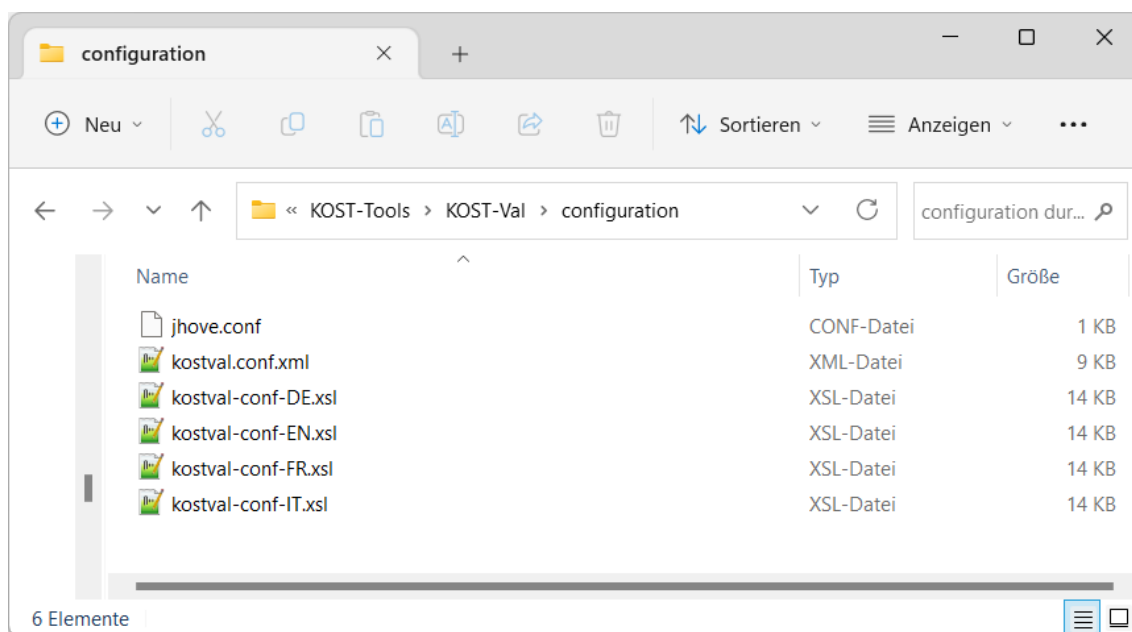 configuration
Neu Sortieren Anzeigen
« KOST-Tools > KOST-Val > configuration configuration dur...
Name Typ Größe
jhove.conf CONF-Datei 1 KB
kostval.conf.xml XML-Datei 9 KB
kostval-conf-DE.xsl XSL-Datei 14 KB
kostval-conf-EN.xsl XSL-Datei 14 KB
kostval-conf-FR.xsl XSL-Datei 14 KB
kostval-conf-IT.xsl XSL-Datei 14 KB
6 Elemente